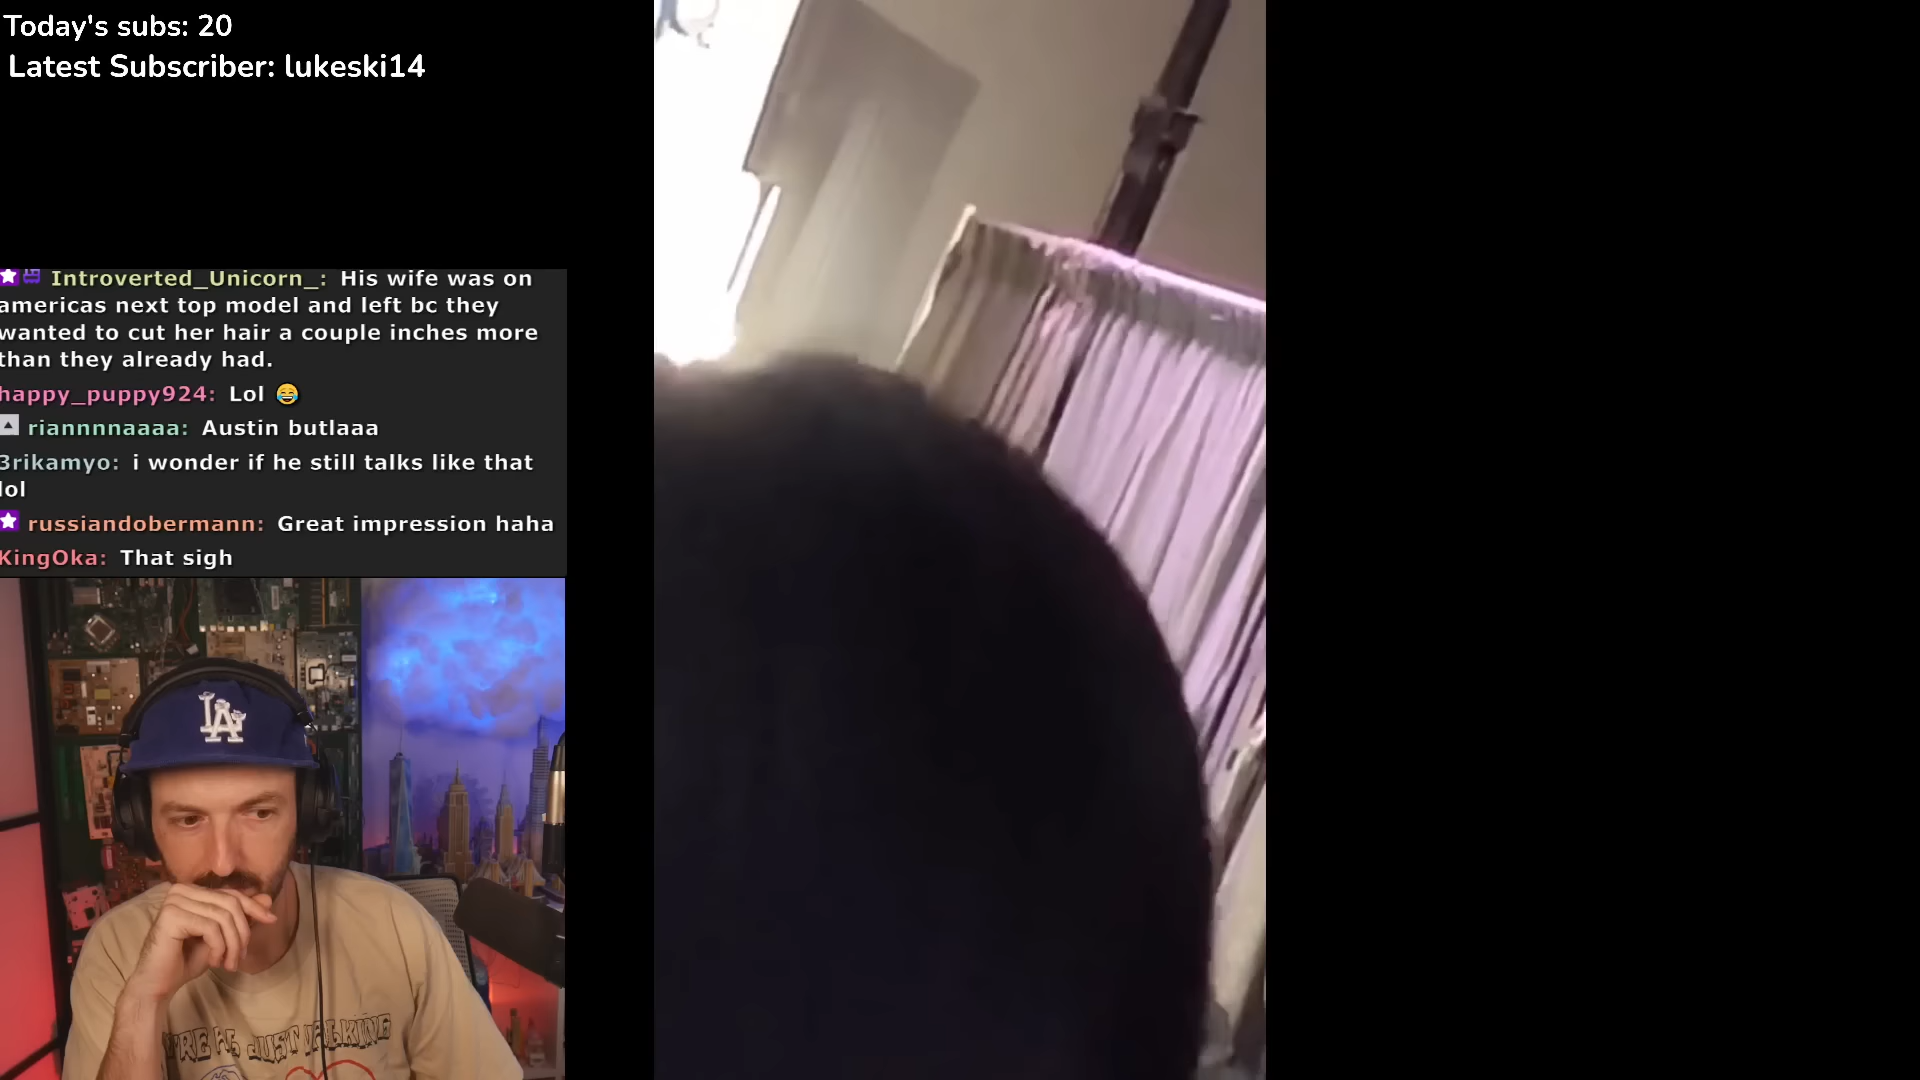 Today's subs: 20
Latest Subscriber: lukeski14
Introverted_Unicorn_: His wife was on
americas next top model and left bc they
wanted to cut her hair a couple inches more
than they already had.
happy_puppy924: Lol 😂
riannnnaaaa: Austin butlaaa
3rikamyo: i wonder if he still talks like that
lol
russiandobermann: Great impression haha
KingOka: That sigh
LA
JUST